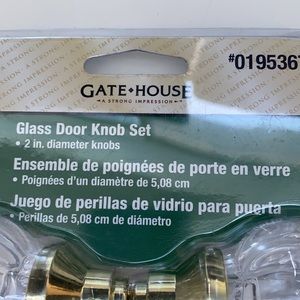 #0195367
GATE·HOUSE
A STRONG IMPRESSION
Glass Door Knob Set
• 2 in. diameter knobs
Ensemble de poignées de porte en verre
• Poignées d'un diamètre de 5,08 cm
Juego de perillas de vidrio para puerta
• Perillas de 5,08 cm de diámetro